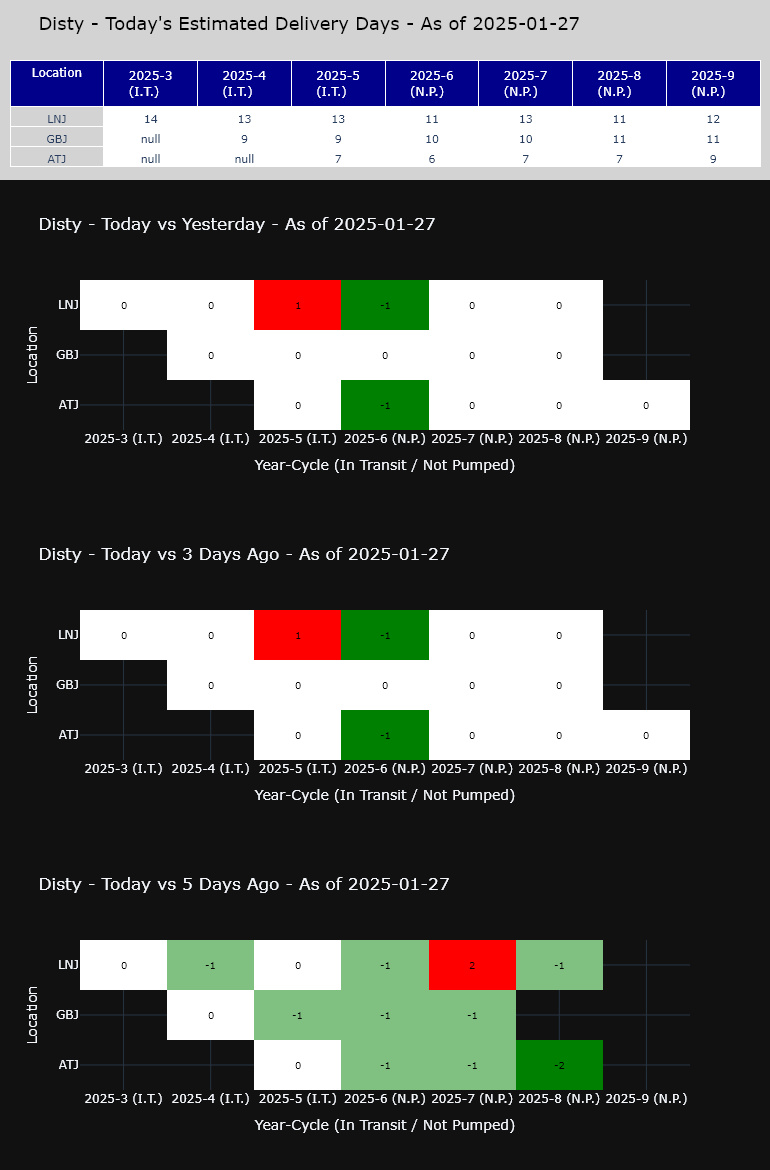 Disty - Today's Estimated Delivery Days - As of 2025-01-27
Location 2025-3 (I.T.) 2025-4 (I.T.) 2025-5 (I.T.) 2025-6 (N.P.) 2025-7 (N.P.) 2025-8 (N.P.) 2025-9 (N.P.)
LNJ 14 13 13 11 13 11 12
GBJ null 9 9 10 10 11 11
ATJ null null 7 6 7 7 9
Disty - Today vs Yesterday - As of 2025-01-27
Location
LNJ 0 0 1 -1 0 0
GBJ 0 0 0 0 0
ATJ 0 -1 0 0 0
2025-3 (I.T.) 2025-4 (I.T.) 2025-5 (I.T.) 2025-6 (N.P.) 2025-7 (N.P.) 2025-8 (N.P.) 2025-9 (N.P.)
Year-Cycle (In Transit / Not Pumped)
Disty - Today vs 3 Days Ago - As of 2025-01-27
Location
LNJ 0 0 1 -1 0 0
GBJ 0 0 0 0 0
ATJ 0 -1 0 0 0
2025-3 (I.T.) 2025-4 (I.T.) 2025-5 (I.T.) 2025-6 (N.P.) 2025-7 (N.P.) 2025-8 (N.P.) 2025-9 (N.P.)
Year-Cycle (In Transit / Not Pumped)
Disty - Today vs 5 Days Ago - As of 2025-01-27
Location
LNJ 0 -1 0 -1 2 -1
GBJ 0 -1 -1 -1
ATJ 0 -1 -1 -2
2025-3 (I.T.) 2025-4 (I.T.) 2025-5 (I.T.) 2025-6 (N.P.) 2025-7 (N.P.) 2025-8 (N.P.) 2025-9 (N.P.)
Year-Cycle (In Transit / Not Pumped)